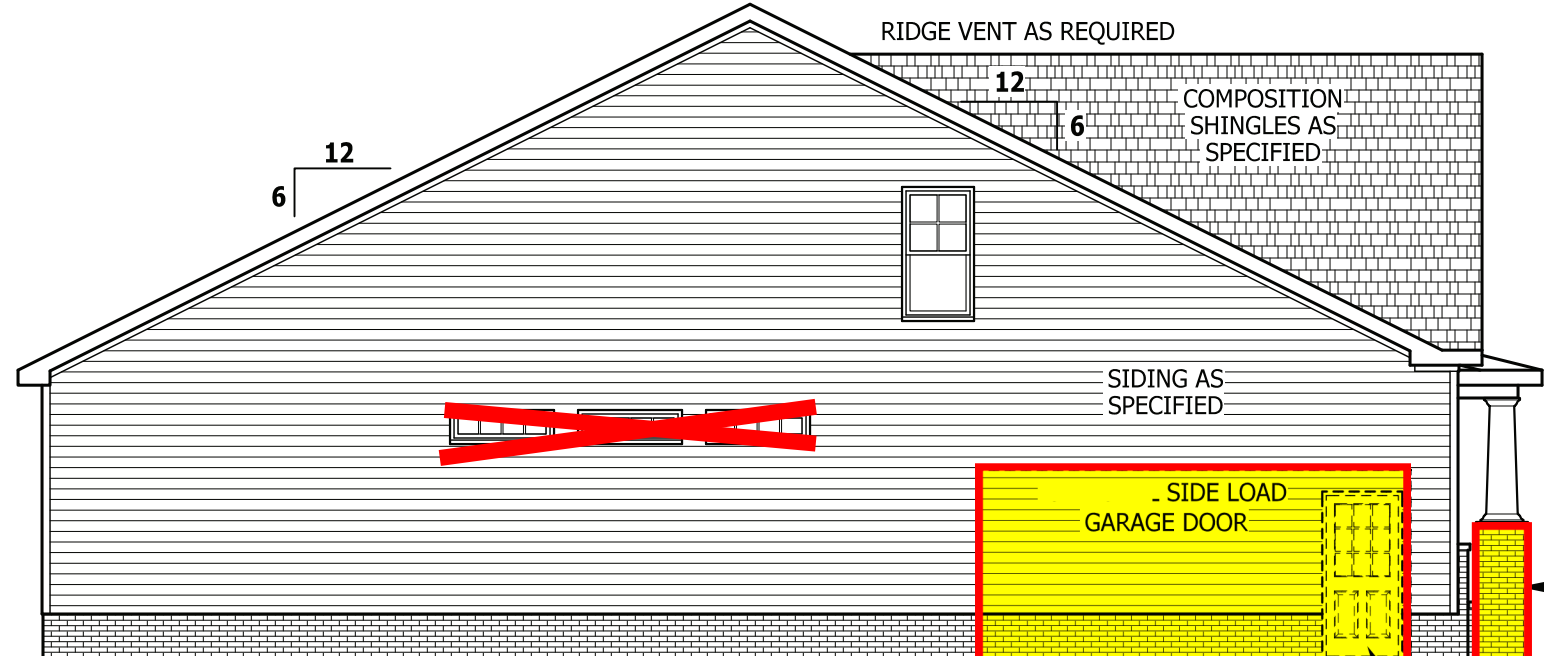 RIDGE VENT AS REQUIRED
12
6
COMPOSITION
SHINGLES AS
SPECIFIED
12
6
SIDING AS
SPECIFIED
SIDE LOAD
GARAGE DOOR